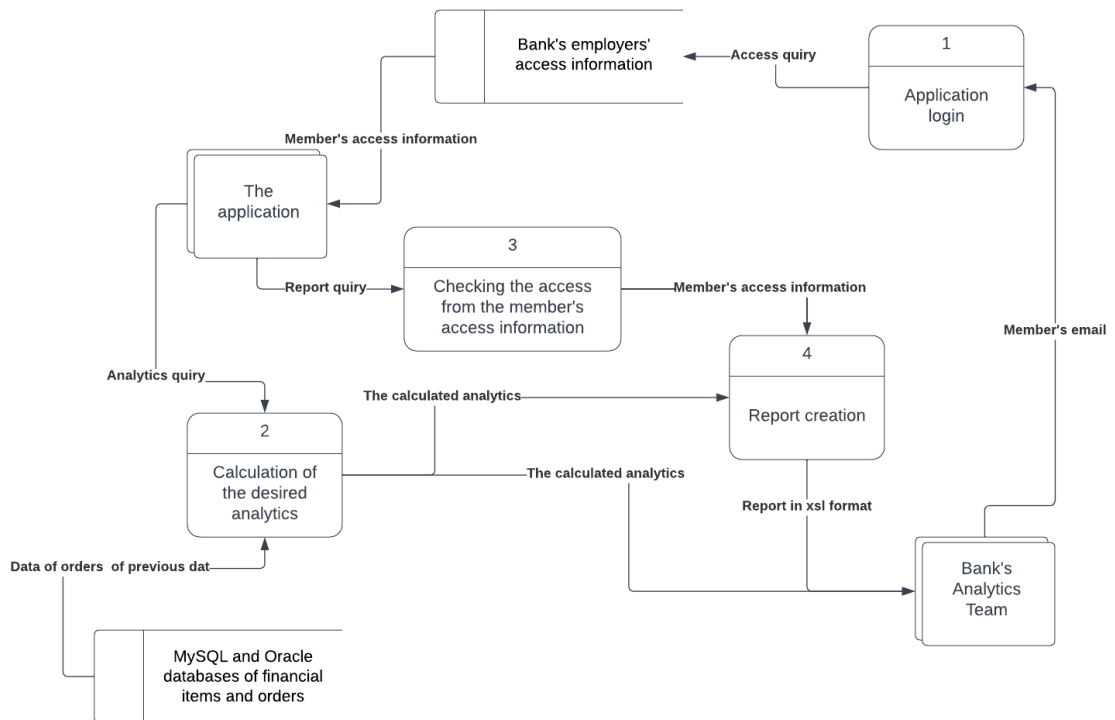 Bank's employers'
access information
Access quiry
1
Application
login
Member's access information
The
application
3
Checking the access
from the member's
access information
Report quiry
Member's access information
Member's email
4
Report creation
Analytics quiry
The calculated analytics
2
Calculation of
the desired
analytics
The calculated analytics
Report in xsl format
Data of orders  of previous dat
Bank's
Analytics
Team
MySQL and Oracle
databases of financial
items and orders